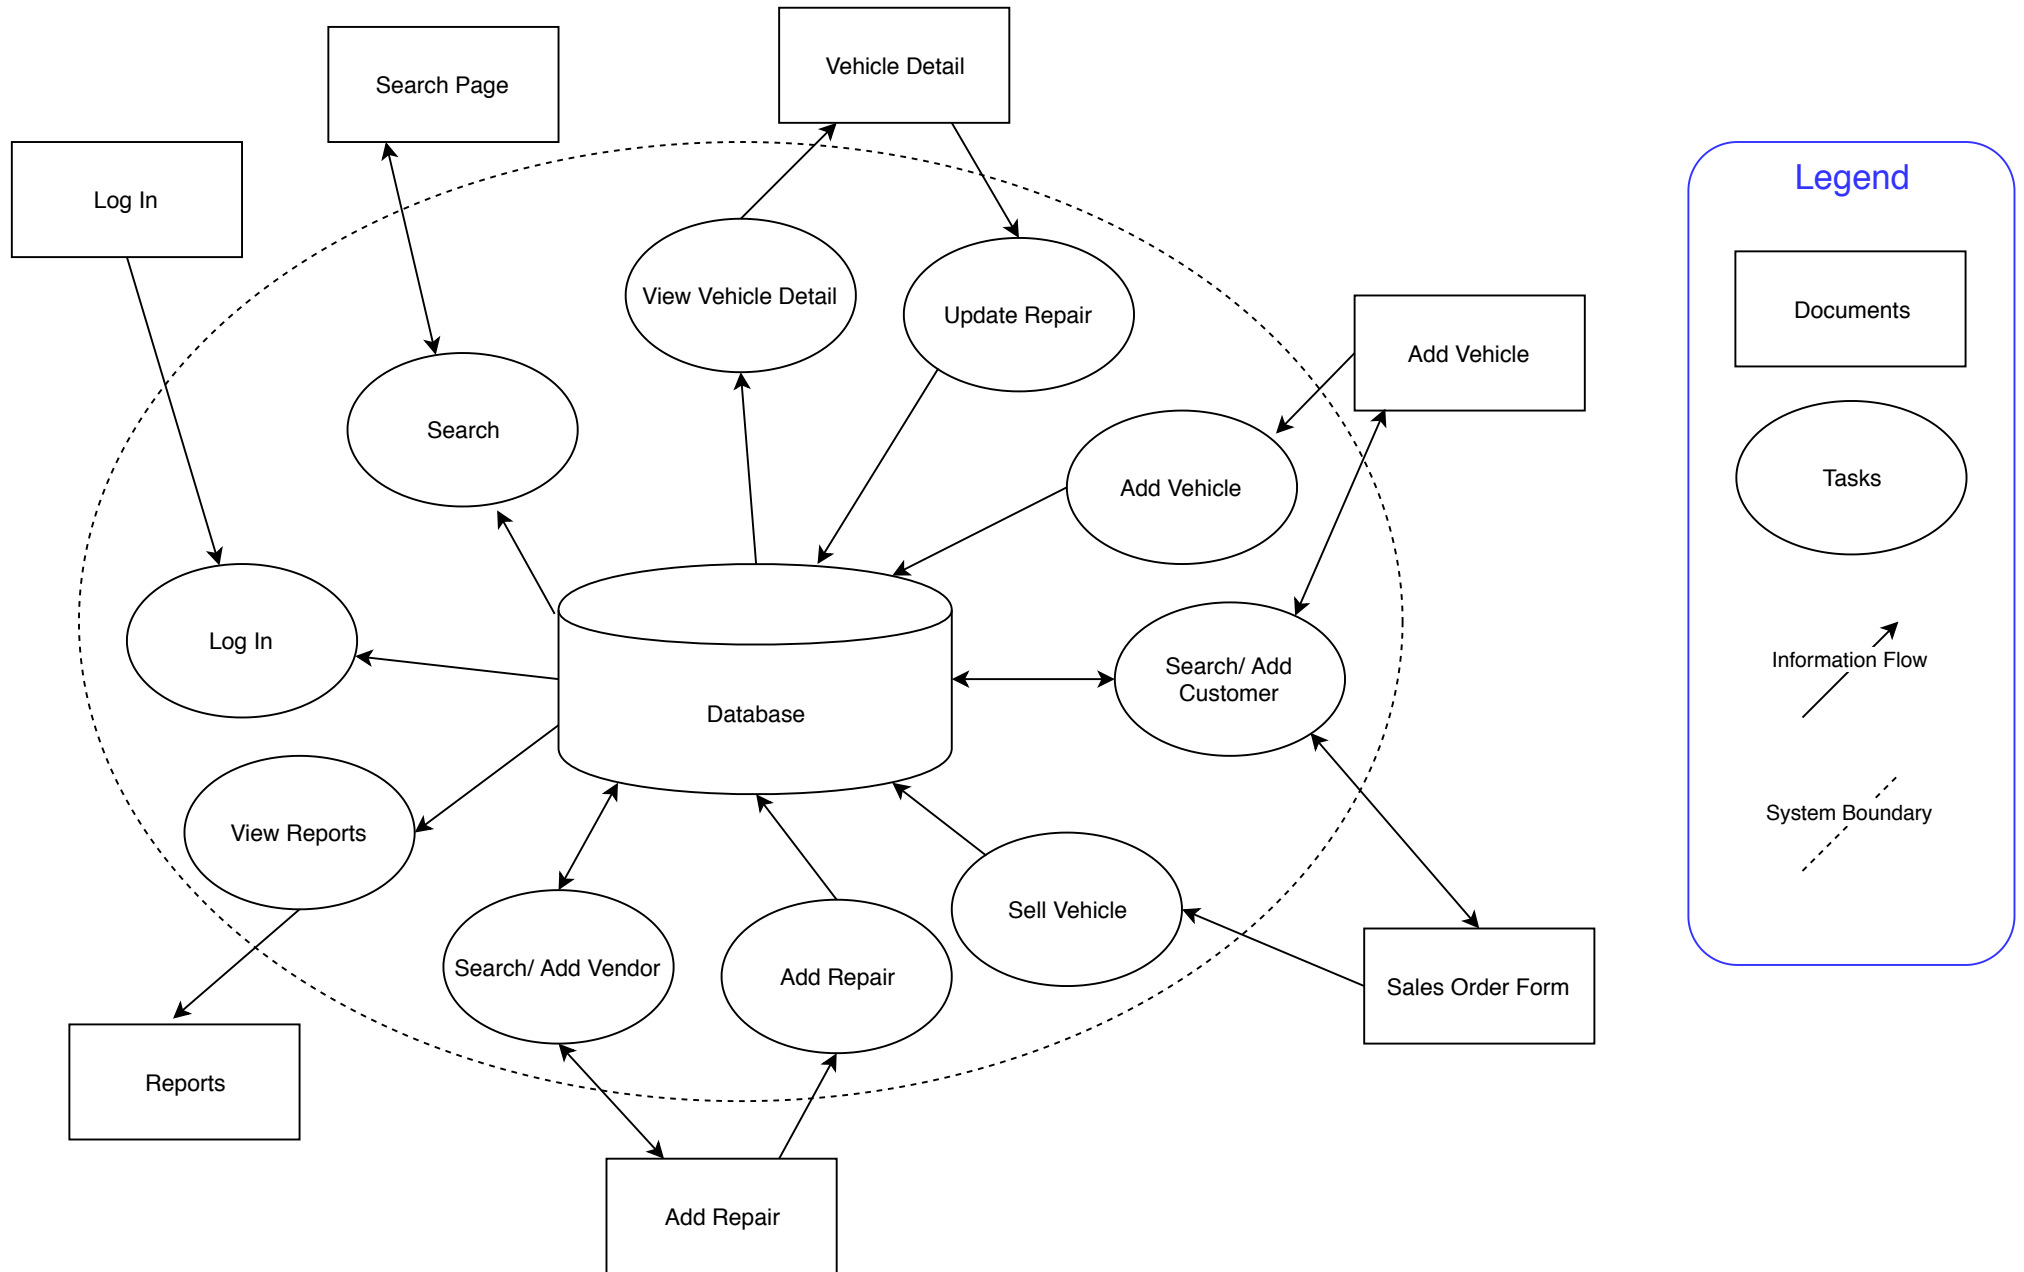 Vehicle Detail
Search Page
Log In
Legend
View Vehicle Detail
Update Repair
Documents
Add Vehicle
Search
Tasks
Add Vehicle
Log In
Information Flow
Search/ Add
Customer
Database
System Boundary
View Reports
Sell Vehicle
Search/ Add Vendor
Add Repair
Sales Order Form
Reports
Add Repair